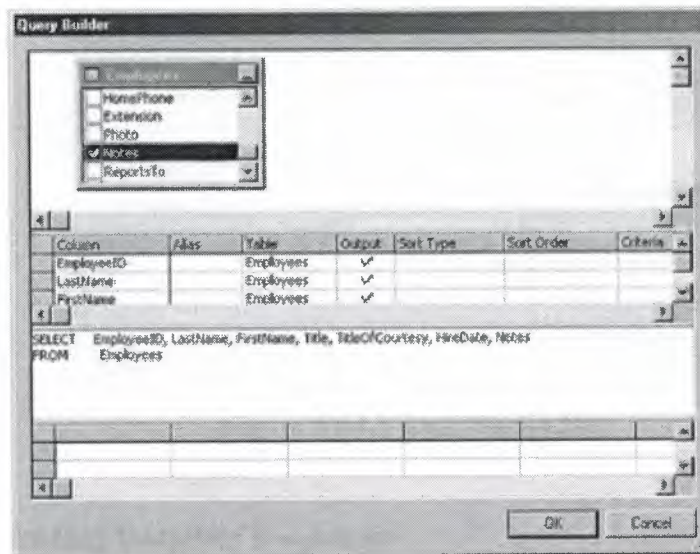 Query Builder
Employees
HomePhone
Extension
Photo
Notes
ReportsTo
Column Alias Table Output Sort Type Sort Order Criteria
EmployeeID Employees
LastName Employees
FirstName Employees
SELECT EmployeeID, LastName, FirstName, Title, TitleOfCourtesy, HireDate, Notes
FROM Employees
OK Cancel